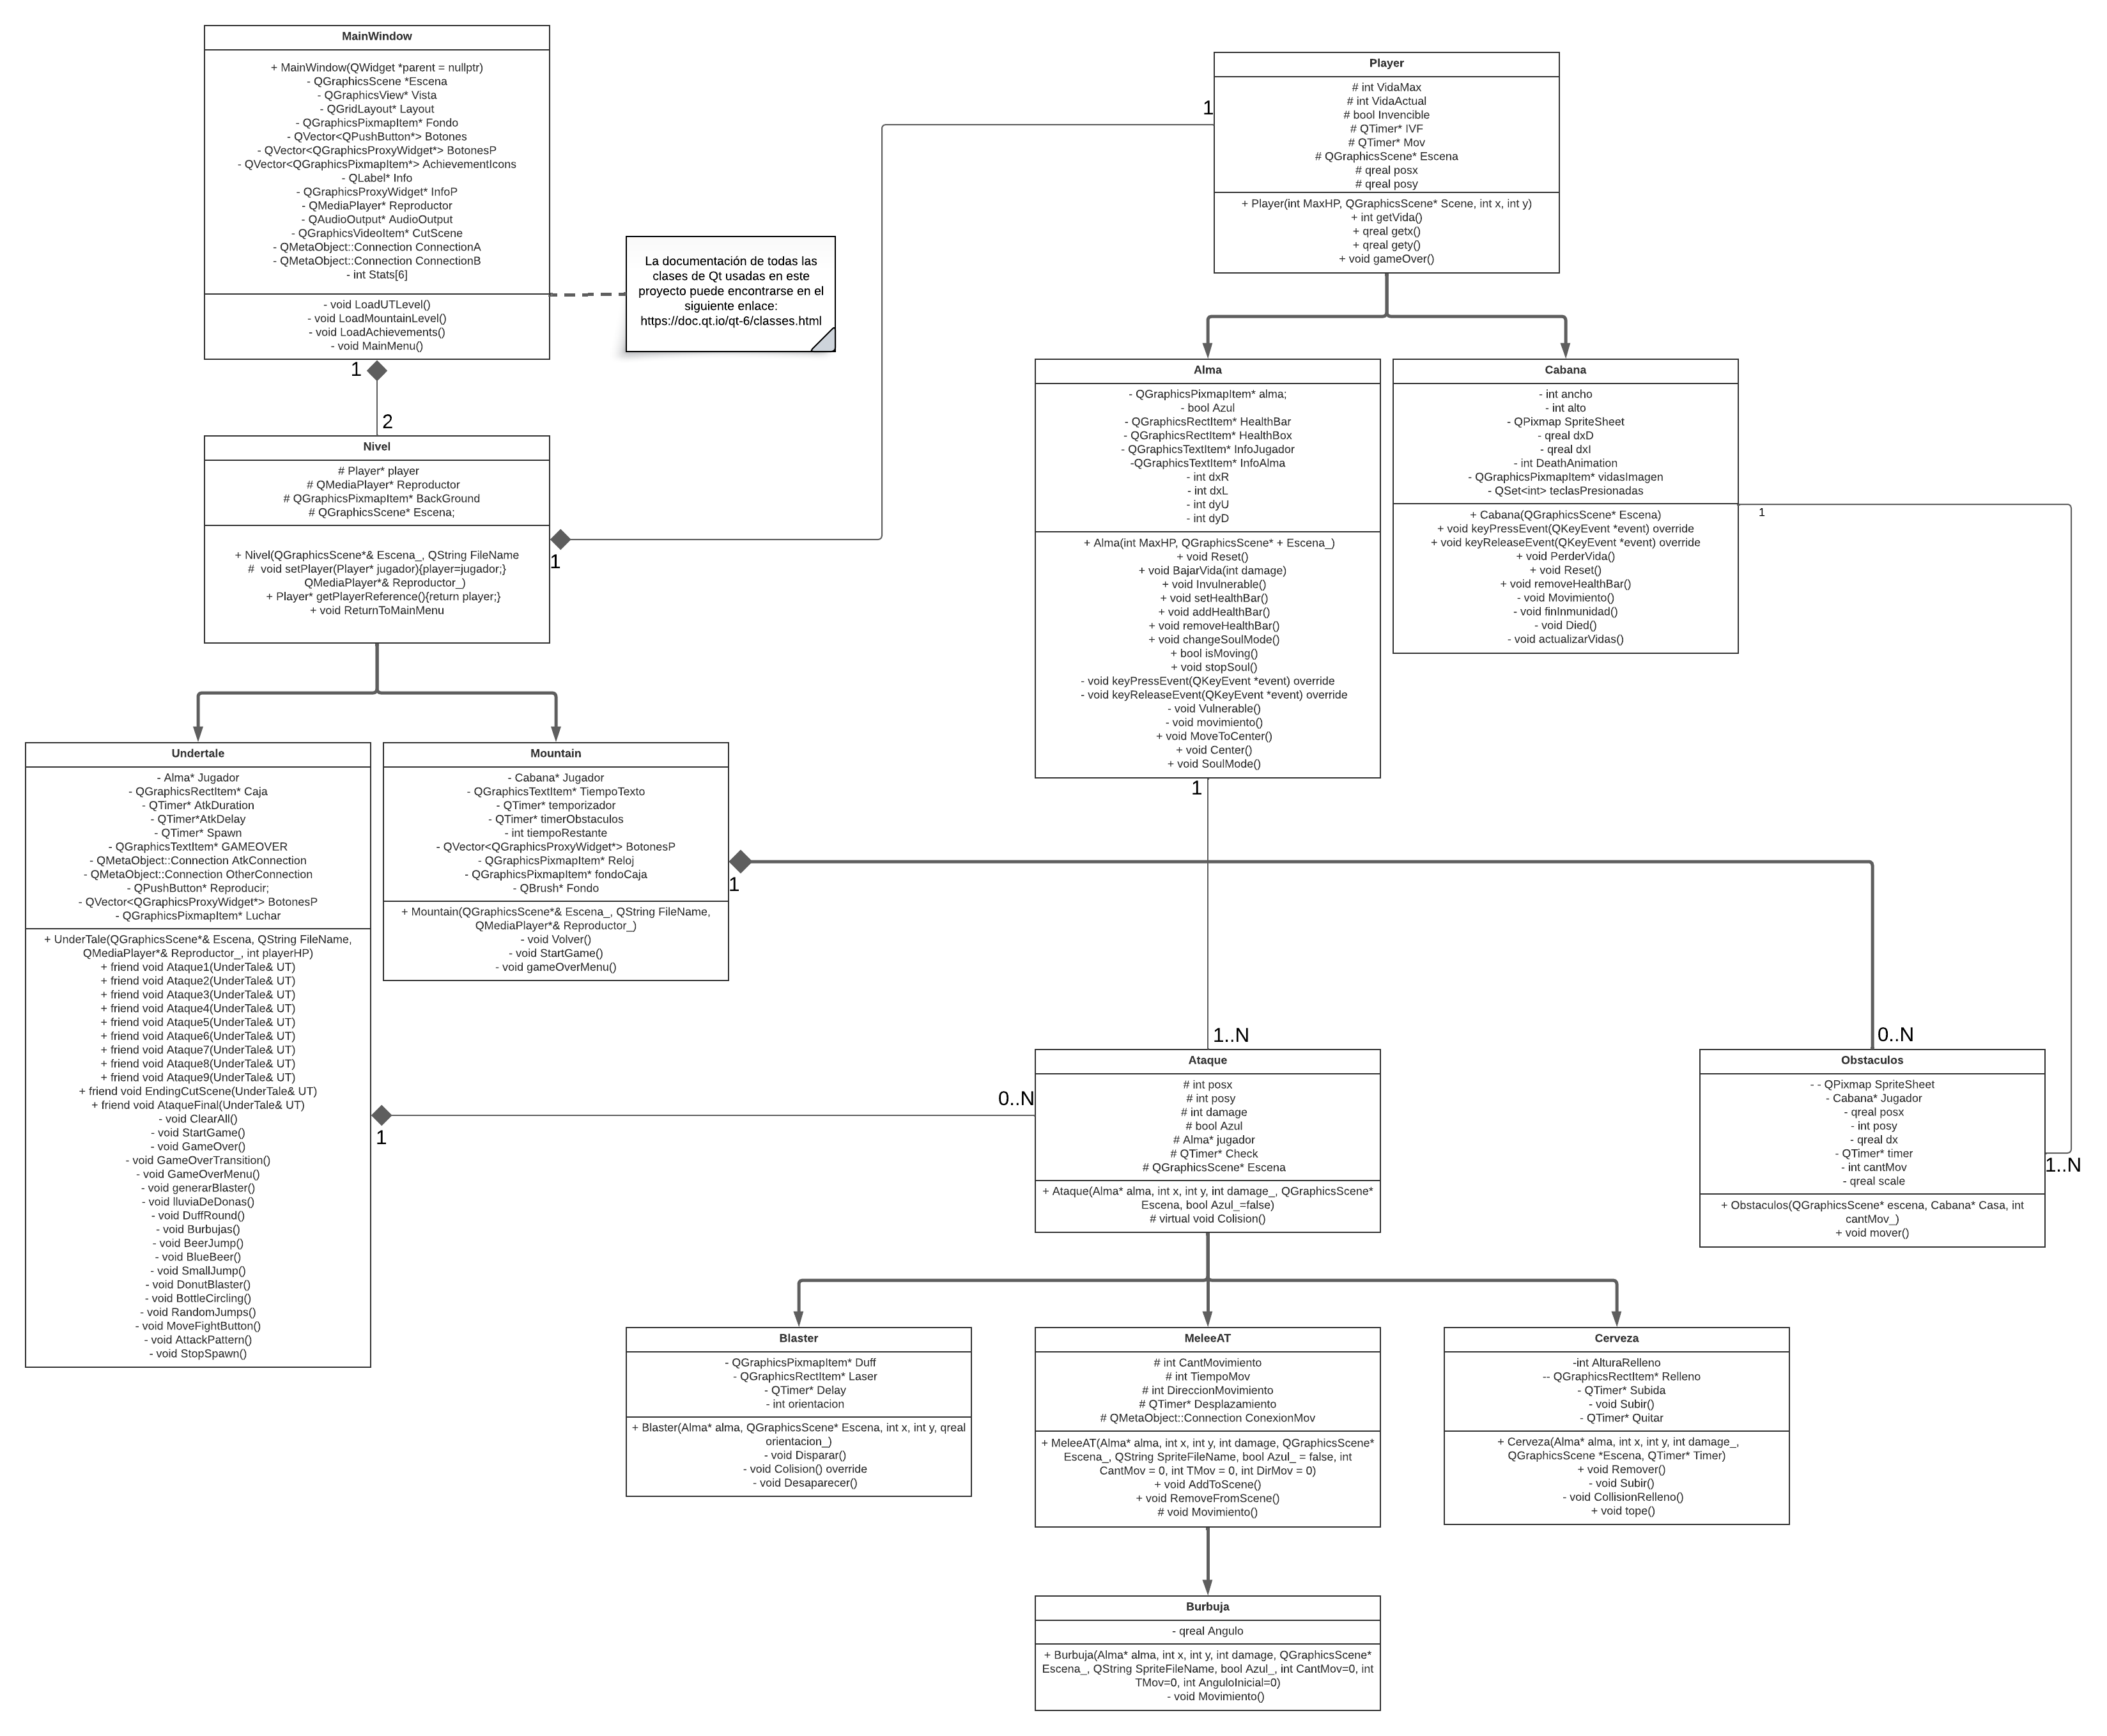 MainWindow
+ MainWindow(QWidget *parent = nullptr)
- QGraphicsScene *Escena
- QGraphicsView* Vista
- QGridLayout* Layout
- QGraphicsPixmapItem* Fondo
- QVector<QPushButton*> Botones
- QVector<QGraphicsProxyWidget*> BotonesP
- QVector<QGraphicsPixmapItem*> AchievementIcons
- QLabel* Info
- QGraphicsProxyWidget* InfoP
- QMediaPlayer* Reproductor
- QAudioOutput* AudioOutput
- QGraphicsVideoItem* CutScene
- QMetaObject::Connection ConnectionA
- QMetaObject::Connection ConnectionB
- int Stats[6]
- void LoadUTLevel()
- void LoadMountainLevel()
- void LoadAchievements()
- void MainMenu()
La documentación de todas las
clases de Qt usadas en este
proyecto puede encontrarse en el
siguiente enlace:
https://doc.qt.io/qt-6/classes.html
1
2
Nivel
# Player* player
# QMediaPlayer* Reproductor
# QGraphicsPixmapItem* BackGround
# QGraphicsScene* Escena;
+ Nivel(QGraphicsScene*& Escena_, QString FileName
# void setPlayer(Player* jugador){player=jugador;}
QMediaPlayer*& Reproductor_)
+ Player* getPlayerReference(){return player;}
+ void ReturnToMainMenu
1
1
Player
# int VidaMax
# int VidaActual
# bool Invencible
# QTimer* IVF
# QTimer* Mov
# QGraphicsScene* Escena
# qreal posx
# qreal posy
+ Player(int MaxHP, QGraphicsScene* Scene, int x, int y)
+ int getVida()
+ qreal getx()
+ qreal gety()
+ void gameOver()
Alma
- QGraphicsPixmapItem* alma;
- bool Azul
- QGraphicsRectItem* HealthBar
- QGraphicsRectItem* HealthBox
- QGraphicsTextItem* InfoJugador
-QGraphicsTextItem* InfoAlma
- int dxR
- int dxL
- int dyU
- int dyD
+ Alma(int MaxHP, QGraphicsScene* + Escena_)
+ void Reset()
+ void BajarVida(int damage)
+ void Invulnerable()
+ void setHealthBar()
+ void addHealthBar()
+ void removeHealthBar()
+ void changeSoulMode()
+ bool isMoving()
+ void stopSoul()
- void keyPressEvent(QKeyEvent *event) override
- void keyReleaseEvent(QKeyEvent *event) override
- void Vulnerable()
- void movimiento()
+ void MoveToCenter()
+ void Center()
+ void SoulMode()
Cabana
- int ancho
- int alto
- QPixmap SpriteSheet
- qreal dxD
- qreal dxI
- int DeathAnimation
- QGraphicsPixmapItem* vidasImagen
- QSet<int> teclasPresionadas
+ Cabana(QGraphicsScene* Escena)
+ void keyPressEvent(QKeyEvent *event) override
+ void keyReleaseEvent(QKeyEvent *event) override
+ void PerderVida()
+ void Reset()
+ void removeHealthBar()
- void Movimiento()
- void finInmunidad()
- void Died()
- void actualizarVidas()
1
Undertale
- Alma* Jugador
- QGraphicsRectItem* Caja
- QTimer* AtkDuration
- QTimer*AtkDelay
- QTimer* Spawn
- QGraphicsTextItem* GAMEOVER
- QMetaObject::Connection AtkConnection
- QMetaObject::Connection OtherConnection
- QPushButton* Reproducir;
- QVector<QGraphicsProxyWidget*> BotonesP
- QGraphicsPixmapItem* Luchar
+ UnderTale(QGraphicsScene*& Escena, QString FileName,
QMediaPlayer*& Reproductor_, int playerHP)
+ friend void Ataque1(UnderTale& UT)
+ friend void Ataque2(UnderTale& UT)
+ friend void Ataque3(UnderTale& UT)
+ friend void Ataque4(UnderTale& UT)
+ friend void Ataque5(UnderTale& UT)
+ friend void Ataque6(UnderTale& UT)
+ friend void Ataque7(UnderTale& UT)
+ friend void Ataque8(UnderTale& UT)
+ friend void Ataque9(UnderTale& UT)
+ friend void EndingCutScene(UnderTale& UT)
+ friend void AtaqueFinal(UnderTale& UT)
- void ClearAll()
- void StartGame()
- void GameOver()
- void GameOverTransition()
- void GameOverMenu()
- void generarBlaster()
- void lluviaDeDonas()
- void DuffRound()
- void Burbujas()
- void BeerJump()
- void BlueBeer()
- void SmallJump()
- void DonutBlaster()
- void BottleCircling()
- void RandomJumps()
- void MoveFightButton()
- void AttackPattern()
- void StopSpawn()
Mountain
- Cabana* Jugador
- QGraphicsTextItem* TiempoTexto
- QTimer* temporizador
- QTimer* timerObstaculos
- int tiempoRestante
- QVector<QGraphicsProxyWidget*> BotonesP
- QGraphicsPixmapItem* Reloj
- QGraphicsPixmapItem* fondoCaja
- QBrush* Fondo
+ Mountain(QGraphicsScene*& Escena_, QString FileName,
QMediaPlayer*& Reproductor_)
- void Volver()
- void StartGame()
- void gameOverMenu()
1
1
1..N
0..N
0..N
1
1..N
Ataque
# int posx
# int posy
# int damage
# bool Azul
# Alma* jugador
# QTimer* Check
# QGraphicsScene* Escena
+ Ataque(Alma* alma, int x, int y, int damage_, QGraphicsScene*
Escena, bool Azul_=false)
# virtual void Colision()
Obstaculos
- - QPixmap SpriteSheet
- Cabana* Jugador
- qreal posx
- int posy
- qreal dx
- QTimer* timer
- int cantMov
- qreal scale
+ Obstaculos(QGraphicsScene* escena, Cabana* Casa, int
cantMov_)
+ void mover()
Blaster
- QGraphicsPixmapItem* Duff
- QGraphicsRectItem* Laser
- QTimer* Delay
- int orientacion
+ Blaster(Alma* alma, QGraphicsScene* Escena, int x, int y, qreal
orientacion_)
- void Disparar()
- void Colision() override
- void Desaparecer()
MeleeAT
# int CantMovimiento
# int TiempoMov
# int DireccionMovimiento
# QTimer* Desplazamiento
# QMetaObject::Connection ConexionMov
+ MeleeAT(Alma* alma, int x, int y, int damage, QGraphicsScene*
Escena_, QString SpriteFileName, bool Azul_ = false, int
CantMov = 0, int TMov = 0, int DirMov = 0)
+ void AddToScene()
+ void RemoveFromScene()
# void Movimiento()
Cerveza
-int AlturaRelleno
-- QGraphicsRectItem* Relleno
- QTimer* Subida
- void Subir()
- QTimer* Quitar
+ Cerveza(Alma* alma, int x, int y, int damage_,
QGraphicsScene *Escena, QTimer* Timer)
+ void Remover()
- void Subir()
- void CollisionRelleno()
+ void tope()
Burbuja
- qreal Angulo
+ Burbuja(Alma* alma, int x, int y, int damage, QGraphicsScene*
Escena_, QString SpriteFileName, bool Azul_, int CantMov=0, int
TMov=0, int AnguloInicial=0)
- void Movimiento()